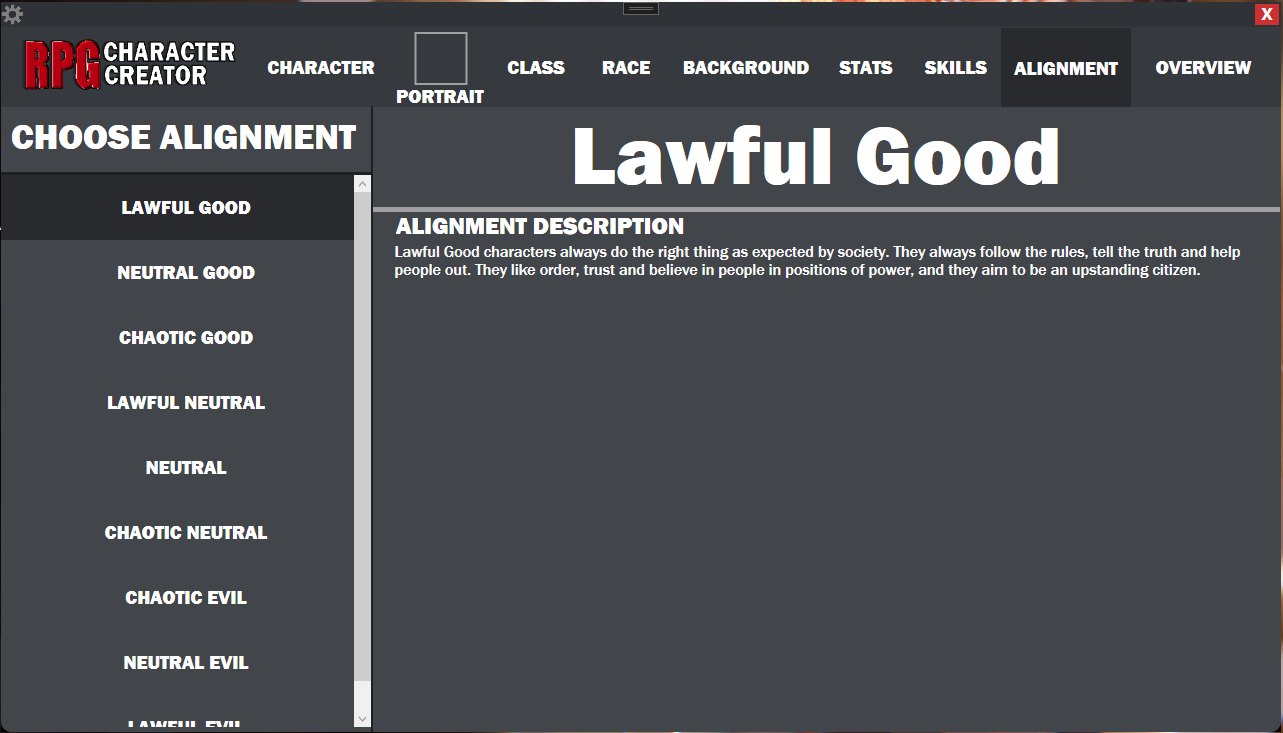 X
RPG CHARACTER
CREATOR
CHARACTER
PORTRAIT
CLASS
RACE
BACKGROUND
STATS
SKILLS
ALIGNMENT
OVERVIEW
CHOOSE ALIGNMENT
LAWFUL GOOD
NEUTRAL GOOD
CHAOTIC GOOD
LAWFUL NEUTRAL
NEUTRAL
CHAOTIC NEUTRAL
CHAOTIC EVIL
NEUTRAL EVIL
LAWFUL EVIL
Lawful Good
ALIGNMENT DESCRIPTION
Lawful Good characters always do the right thing as expected by society. They always follow the rules, tell the truth and help
people out. They like order, trust and believe in people in positions of power, and they aim to be an upstanding citizen.